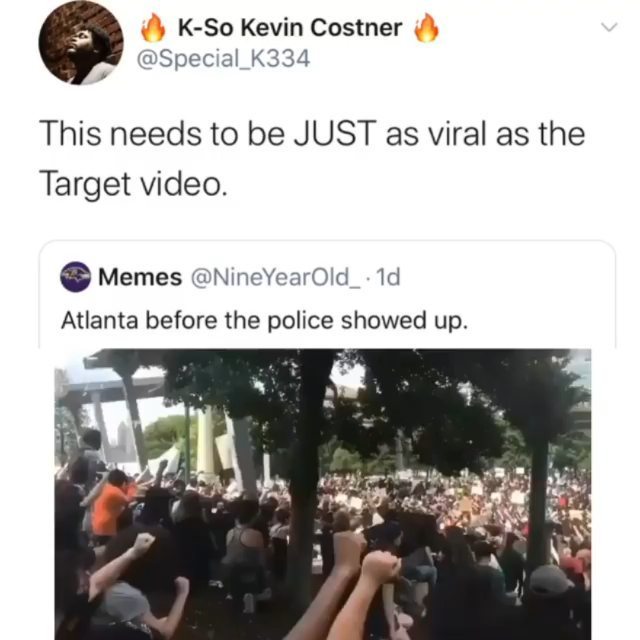 🔥 K-So Kevin Costner 🔥
@Special_K334
This needs to be JUST as viral as the
Target video.
Memes @NineYearOld_ · 1d
Atlanta before the police showed up.